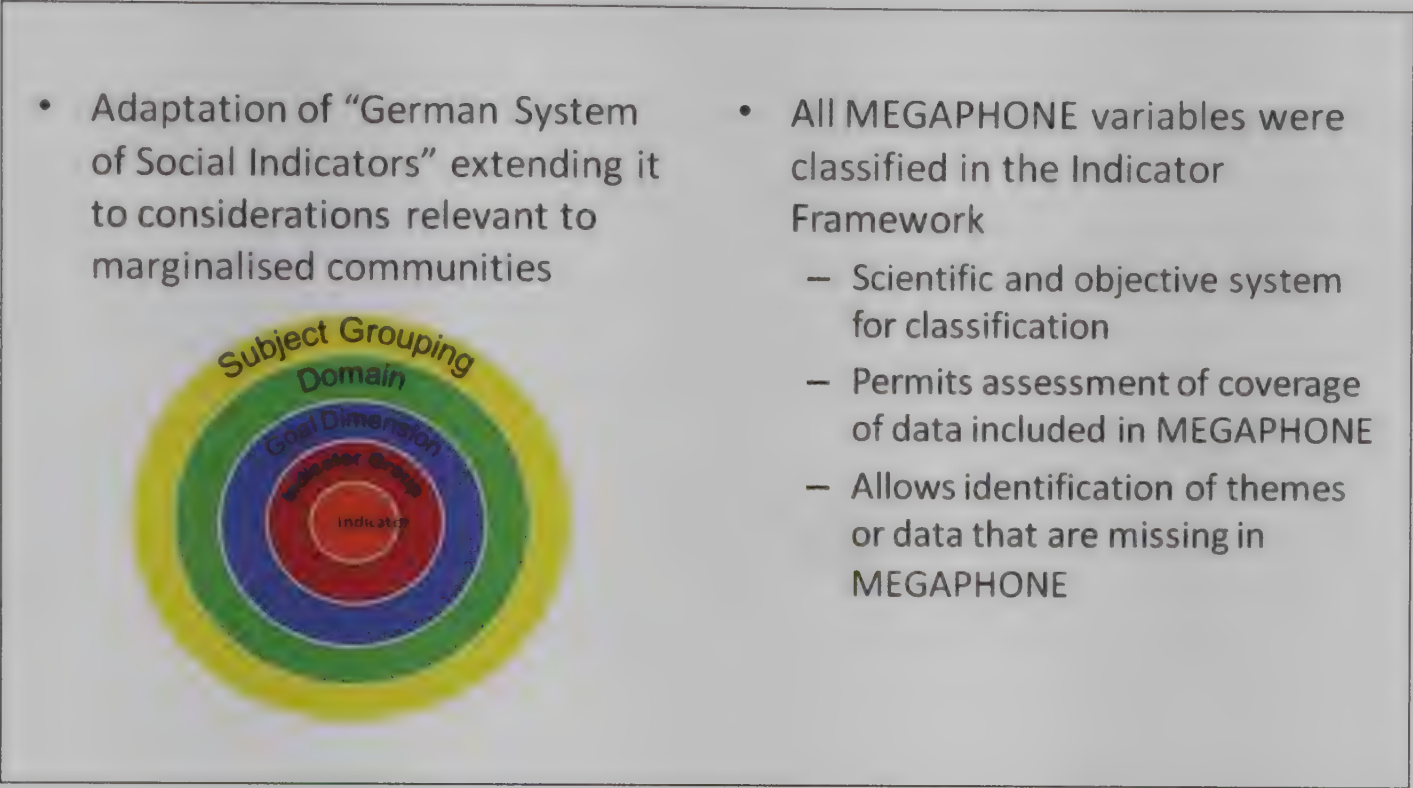 • Adaptation of “German System
of Social Indicators” extending it
to considerations relevant to
marginalised communities
Subject Grouping
Domain
Goal Dimension
Indicator Group
Indicator
• All MEGAPHONE variables were
classified in the Indicator
Framework
– Scientific and objective system
for classification
– Permits assessment of coverage
of data included in MEGAPHONE
– Allows identification of themes
or data that are missing in
MEGAPHONE